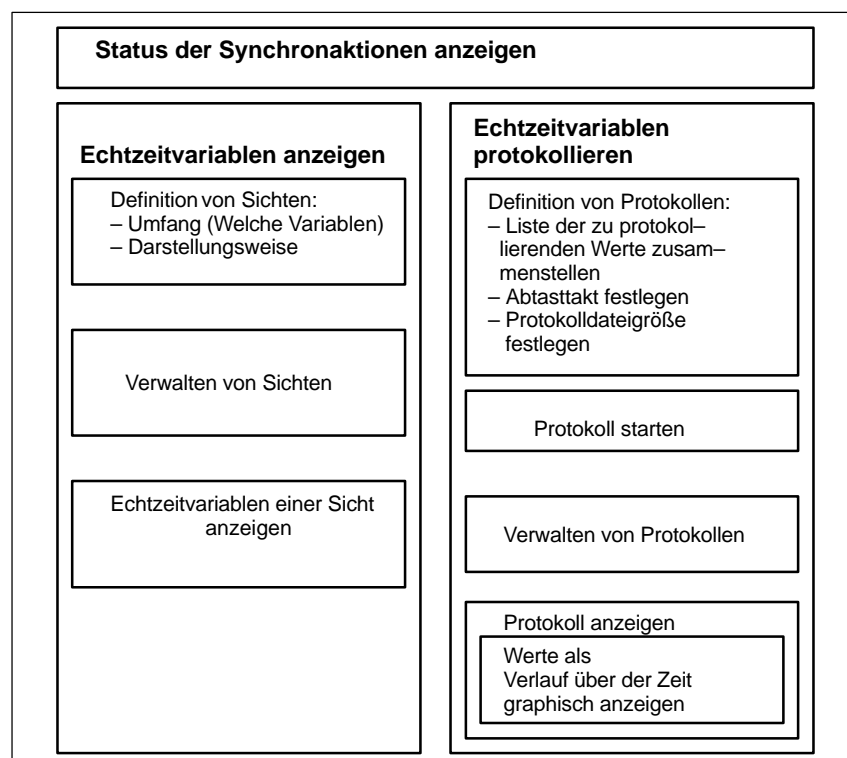 Status der Synchronaktionen anzeigen
Echtzeitvariablen anzeigen
Definition von Sichten:
– Umfang (Welche Variablen)
– Darstellungsweise
Verwalten von Sichten
Echtzeitvariablen einer Sicht
anzeigen
Echtzeitvariablen
protokollieren
Definition von Protokollen:
– Liste der zu protokol–
lierenden Werte zusam–
menstellen
– Abtasttakt festlegen
– Protokolldateigröße
festlegen
Protokoll starten
Verwalten von Protokollen
Protokoll anzeigen
Werte als
Verlauf über der Zeit
graphisch anzeigen